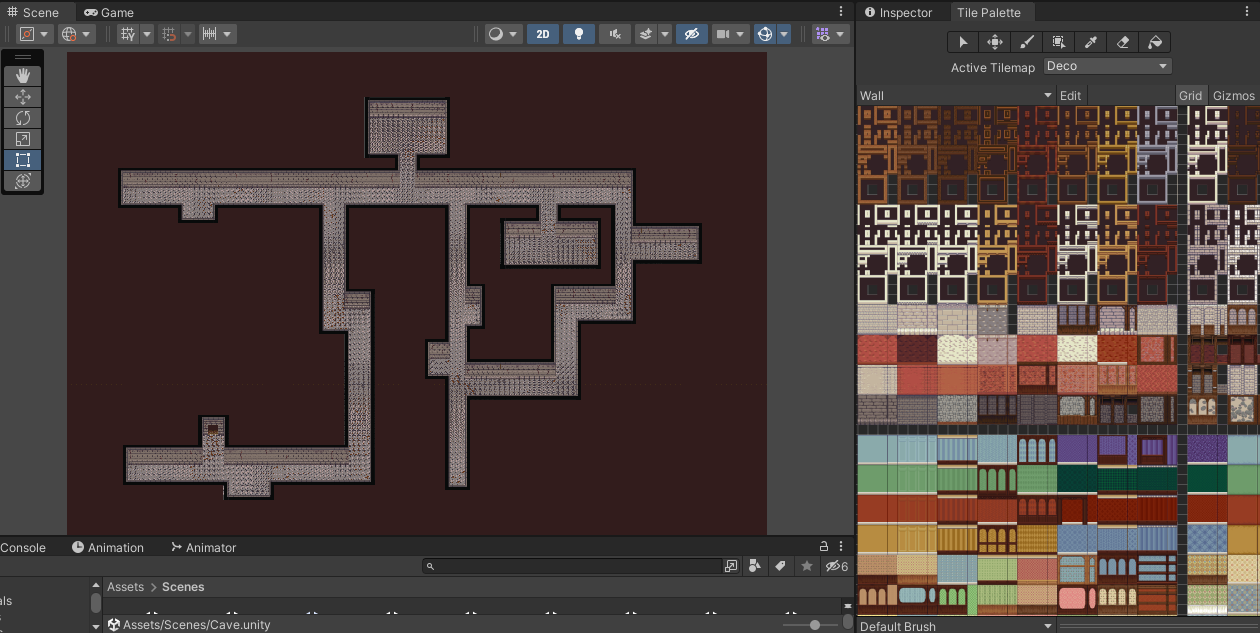 Scene
Game
Inspector
Tile Palette
2D
Active Tilemap
Deco
Wall
Edit
Grid
Gizmos
Console
Animation
Animator
6
Assets > Scenes
Assets/Scenes/Cave.unity
Default Brush